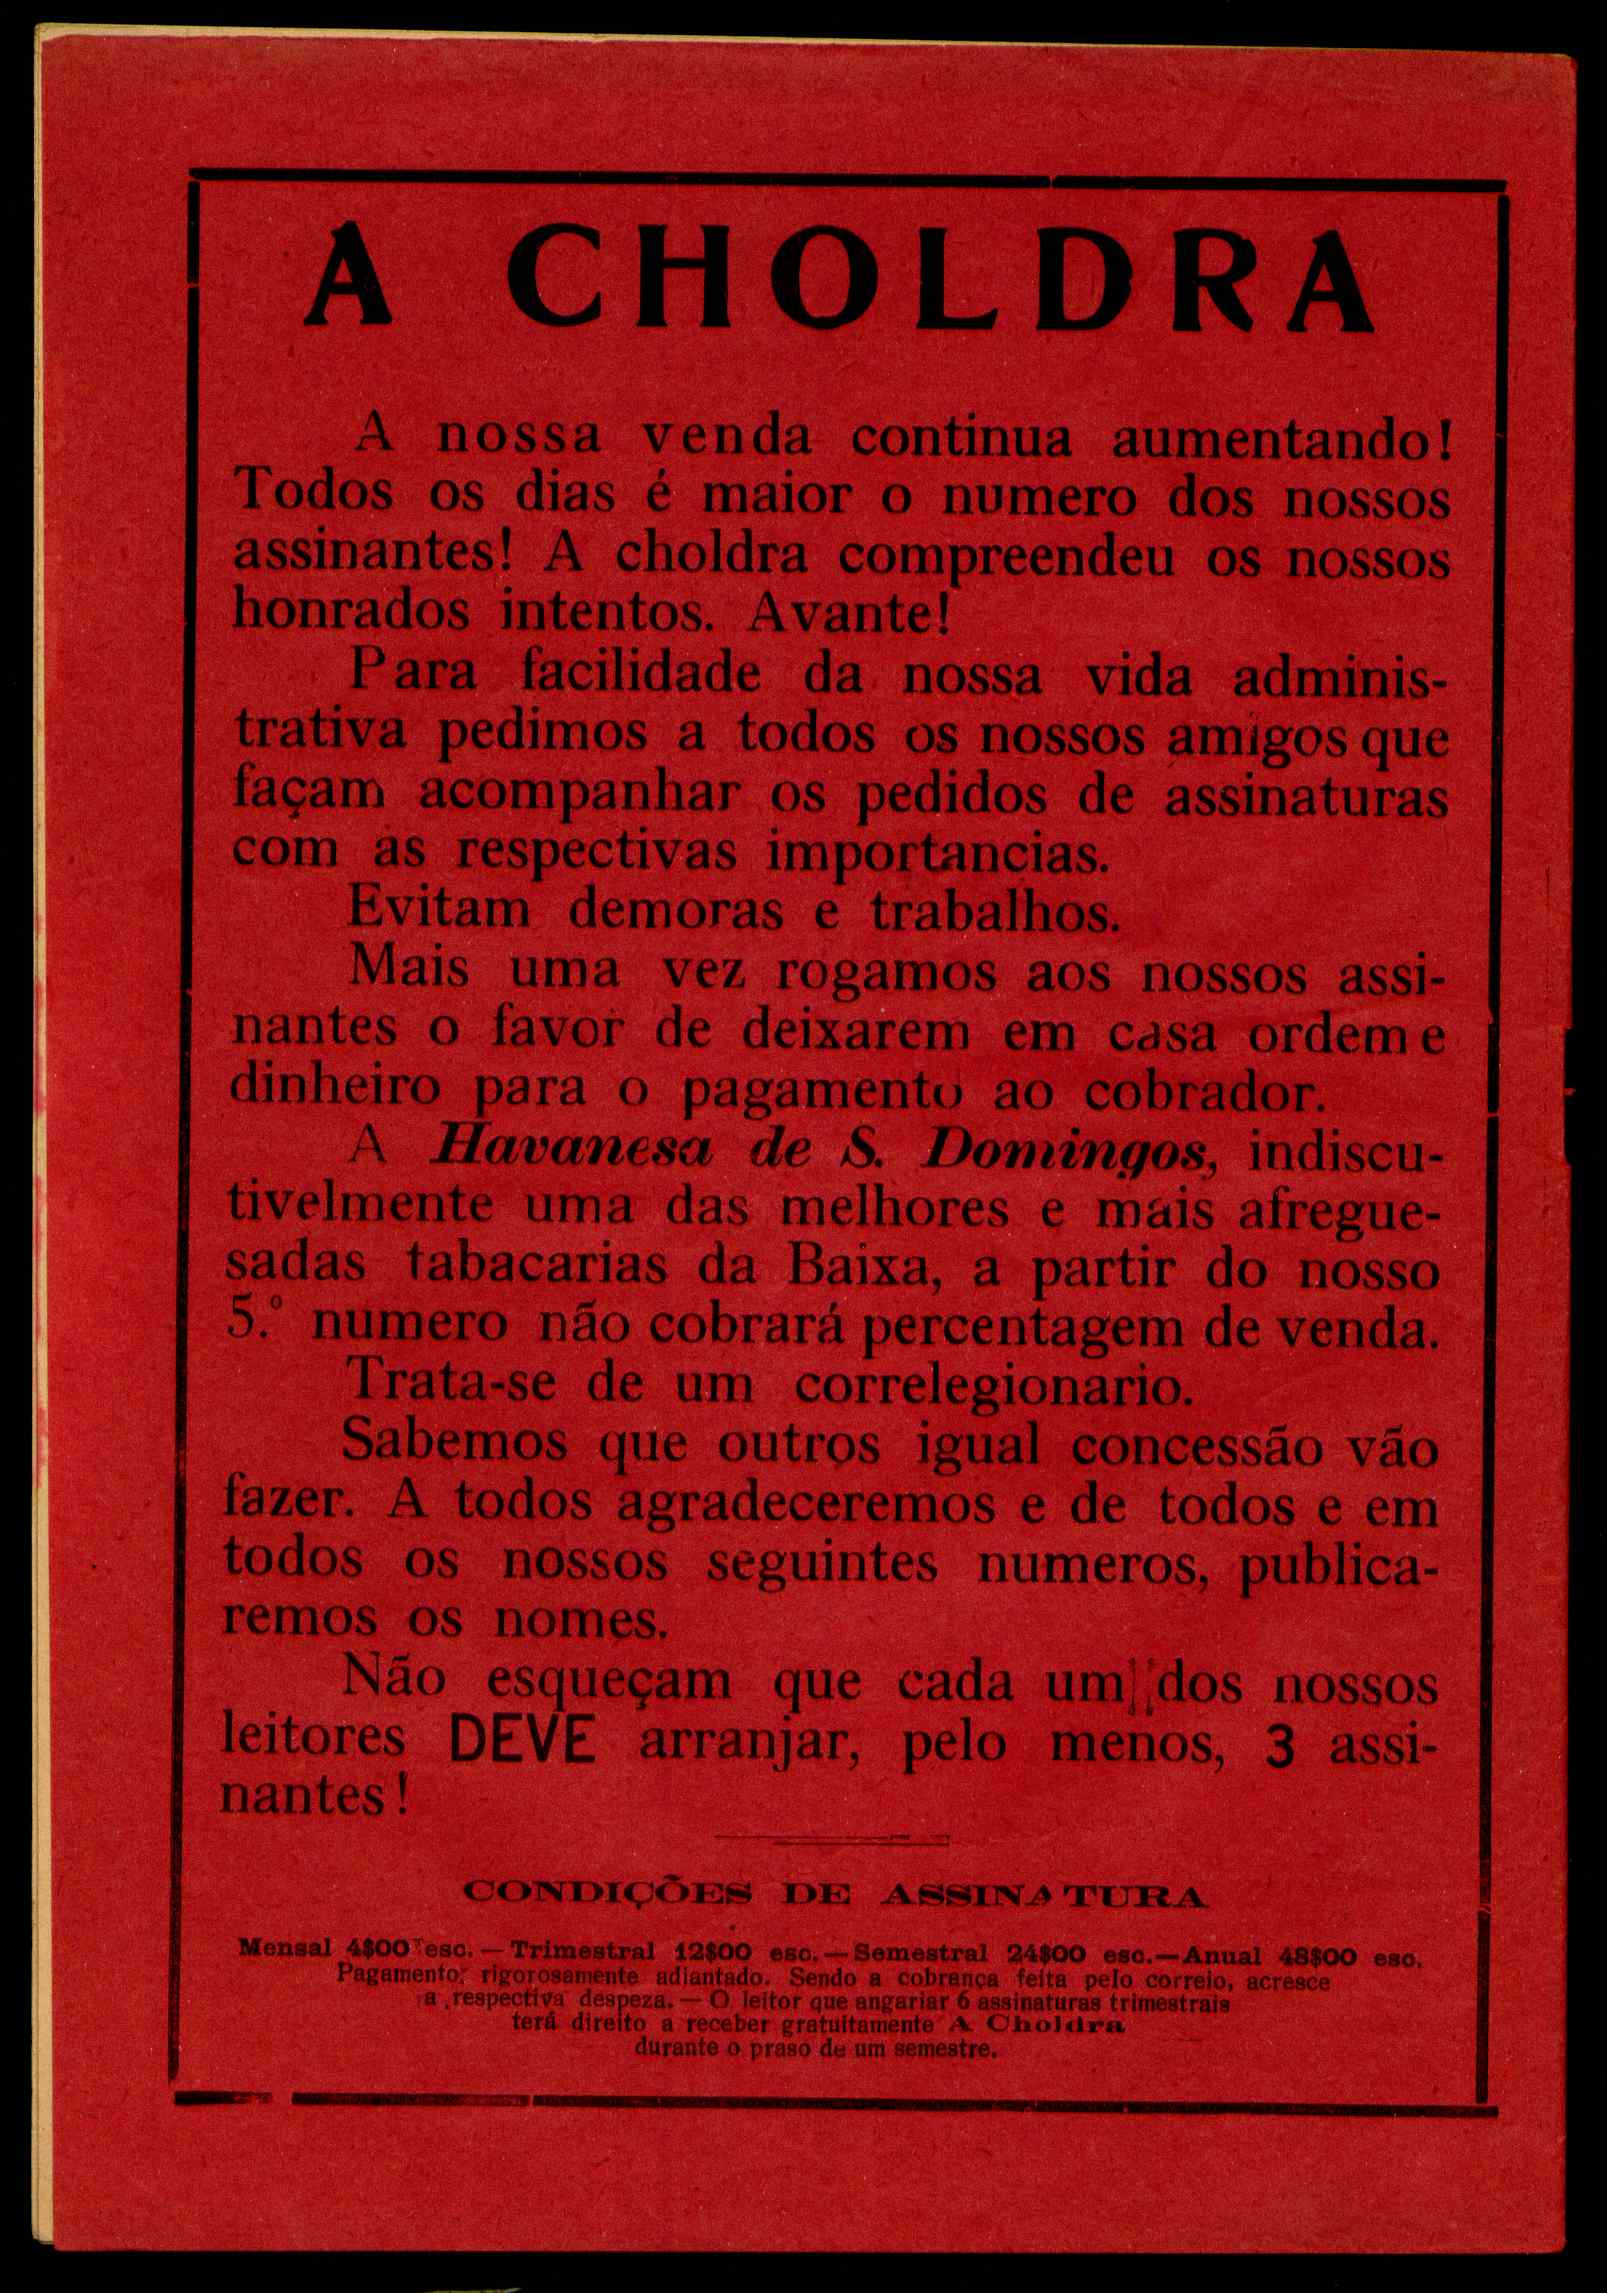 A CHOLDRA
A nossa venda continua aumentando!
Todos os dias é maior o numero dos nossos
assinantes! A choldra compreendeu os nossos
honrados intentos. Avante!
Para facilidade da nossa vida adminis-
trativa pedimos a todos os nossos amigos que
façam acompanhar os pedidos de assinaturas
com as respectivas importancias.
Evitam demoras e trabalhos.
Mais uma vez rogamos aos nossos assi-
nantes o favor de deixarem em casa ordem e
dinheiro para o pagamento ao cobrador.
A Havanesa de S. Domingos, indiscu-
tivelmente uma das melhores e mais afregue-
sadas tabacarias da Baixa, a partir do nosso
5.º numero não cobrará percentagem de venda.
Trata-se de um correlegionario.
Sabemos que outros igual concessão vão
fazer. A todos agradeceremos e de todos e em
todos os nossos seguintes numeros, publica-
remos os nomes.
Não esqueçam que cada um dos nossos
leitores DEVE arranjar, pelo menos, 3 assi-
nantes!
CONDIÇÕES DE ASSINATURA
Mensal 4$00 esc. — Trimestral 12$00 esc. — Semestral 24$00 esc. — Anual 48$00 esc.
Pagamento, rigorosamente adiantado. Sendo a cobrança feita pelo correio, acresce
a respectiva despeza. — O leitor que angariar 6 assinaturas trimestrais
terá direito a receber gratuitamente A Choldra
durante o praso de um semestre.